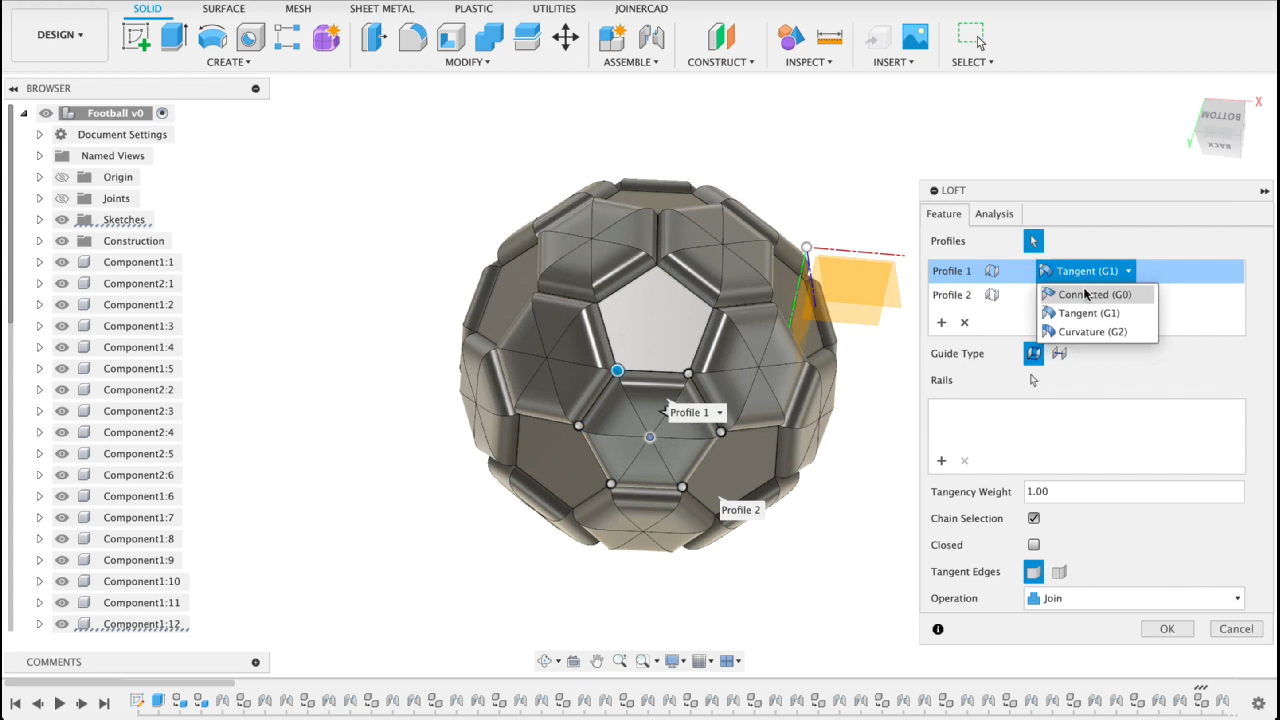 SOLID SURFACE MESH SHEET METAL PLASTIC UTILITIES JOINERCAD
DESIGN
CREATE MODIFY ASSEMBLE CONSTRUCT INSPECT INSERT SELECT
BROWSER
Football v0
Document Settings
Named Views
Origin
Joints
Sketches
Construction
Component1:1
Component2:1
Component1:2
Component1:3
Component1:4
Component1:5
Component2:2
Component2:3
Component2:4
Component2:5
Component2:6
Component1:6
Component1:7
Component1:8
Component1:9
Component1:10
Component1:11
Component1:12
COMMENTS
Profile 1
Profile 2
X
BOTTOM
Y
BACK
LOFT
Feature Analysis
Profiles
Profile 1 Tangent (G1)
Profile 2
Connected (G0)
Tangent (G1)
Curvature (G2)
Guide Type
Rails
Tangency Weight 1.00
Chain Selection
Closed
Tangent Edges
Operation Join
OK Cancel